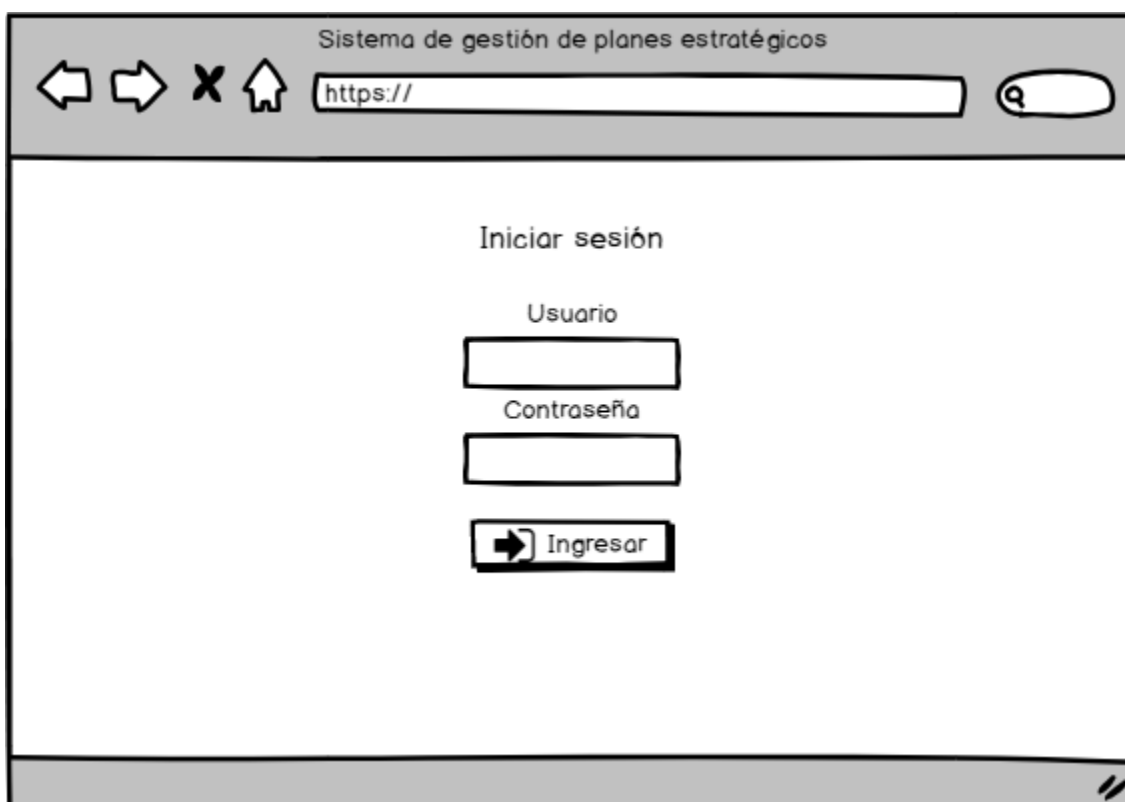 Sistema de gestión de planes estratégicos
https://
Iniciar sesión
Usuario
Contraseña
Ingresar